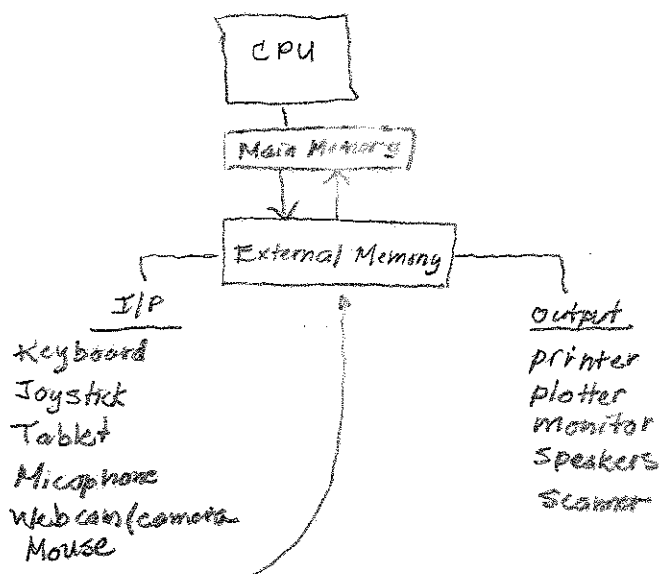 CPU
Main Memory
External Memory
I/P
Keyboard
Joystick
Tablet
Micophone
Webcam/camera
Mouse
Output
printer
plotter
monitor
speakers
scanner